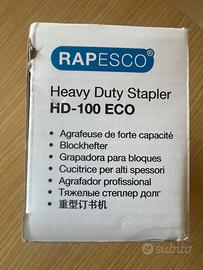 RAPESCO®
Heavy Duty Stapler
HD-100 ECO
• Agrafeuse de forte capacité
• Blockhefter
• Grapadora para bloques
• Cucitrice per alti spessori
• Agrafador profissional
• Тяжелые степлер долг
• 重型订书机
subito